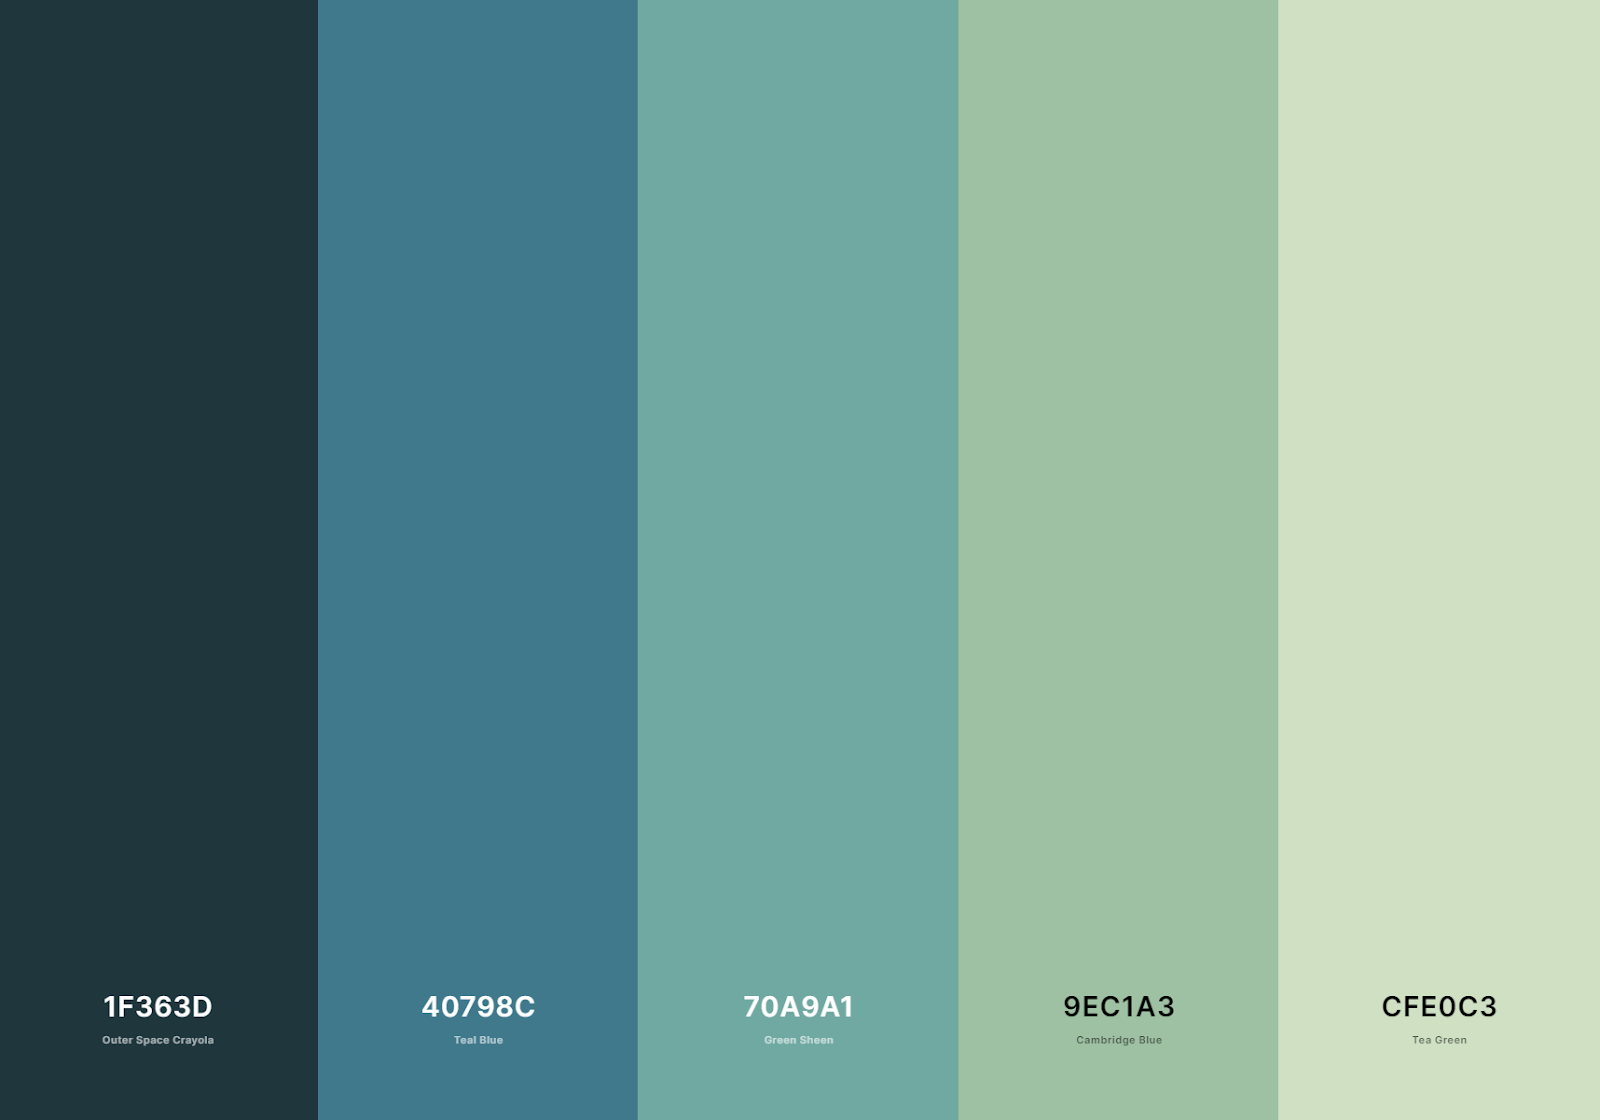 1F363D
Outer Space Crayola
40798C
Teal Blue
70A9A1
Green Sheen
9EC1A3
Cambridge Blue
CFE0C3
Tea Green